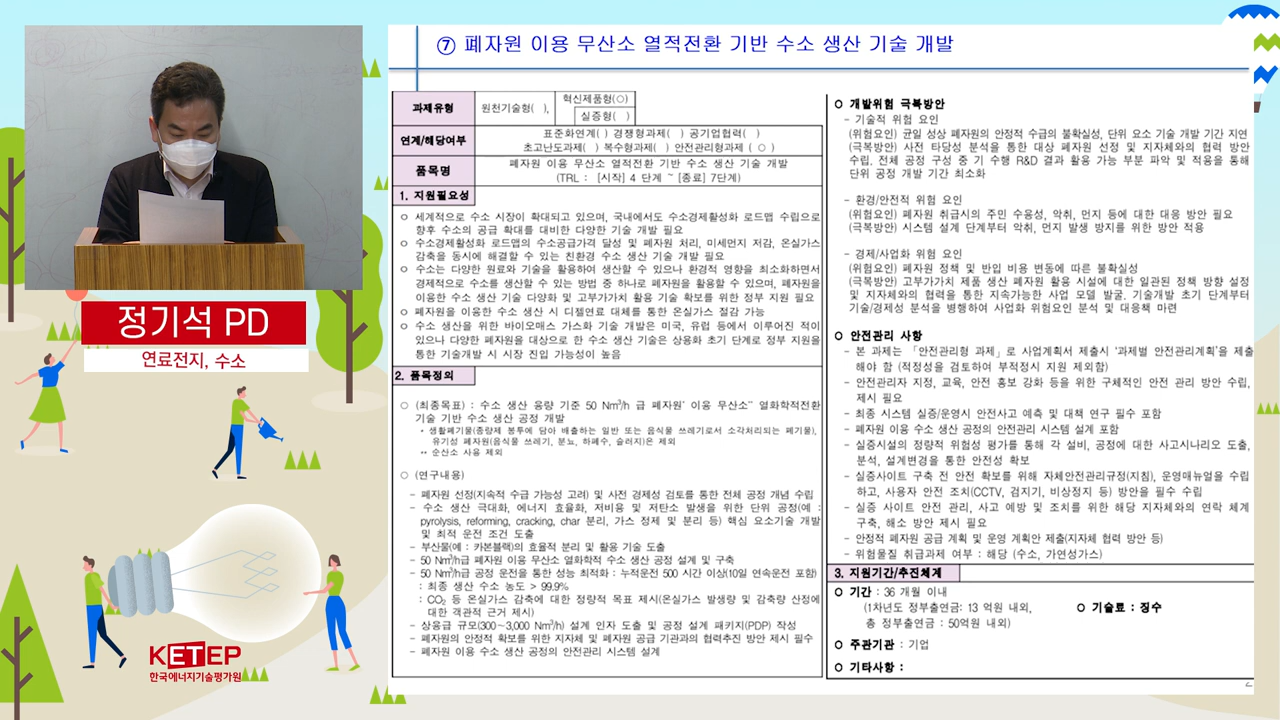 ⑦ 폐자원 이용 무산소 열적전환 기반 수소 생산 기술 개발
과제유형
원천기술형( ),
혁신제품형(○)
실증형( )
연계/해당여부
표준화연계( ) 경쟁형과제( ) 공기업협력( )
초고난도과제( ) 복수형과제( ) 안전관리형과제 ( ○ )
품목명
폐자원 이용 무산소 열적전환 기반 수소 생산 기술 개발
(TRL : [시작] 4 단계 ~ [종료] 7단계)
1. 지원필요성
○ 세계적으로 수소 시장이 확대되고 있으며, 국내에서도 수소경제활성화 로드맵 수립으로
향후 수소의 공급 확대를 대비한 다양한 기술 개발 필요
○ 수소경제활성화 로드맵의 수소공급가격 달성 및 폐자원 처리, 미세먼지 저감, 온실가스
감축을 동시에 해결할 수 있는 친환경 수소 생산 기술 개발 필요
○ 수소는 다양한 원료와 기술을 활용하여 생산할 수 있으나 환경적 영향을 최소화하면서
경제적으로 수소를 생산할 수 있는 방법 중 하나로 폐자원을 활용할 수 있으며, 폐자원을
이용한 수소 생산 기술 다양화 및 고부가가치 활용 기술 확보를 위한 정부 지원 필요
○ 폐자원을 이용한 수소 생산 시 디젤연료 대체를 통한 온실가스 절감 가능
○ 수소 생산을 위한 바이오매스 가스화 기술 개발은 미국, 유럽 등에서 이루어진 적이
있으나 다양한 폐자원을 대상으로 한 수소 생산 기술은 상용화 초기 단계로 정부 지원을
통한 기술개발 시 시장 진입 가능성이 높음
2. 품목정의
○ (최종목표) : 수소 생산 용량 기준 50 Nm³/h 급 폐자원* 이용 무산소** 열화학적전환
기술 기반 수소 생산 공정 개발
* 생활폐기물(종량제 봉투에 담아 배출하는 일반 또는 음식물 쓰레기로서 소각처리되는 폐기물),
유기성 폐자원(음식물 쓰레기, 분뇨, 하폐수, 슬러지)은 제외
** 순산소 사용 제외
○ (연구내용)
- 폐자원 선정(지속적 수급 가능성 고려) 및 사전 경제성 검토를 통한 전체 공정 개념 수립
- 수소 생산 극대화, 에너지 효율화, 저비용 및 저탄소 발생을 위한 단위 공정(예 :
pyrolysis, reforming, cracking, char 분리, 가스 정제 및 분리 등) 핵심 요소기술 개발
및 최적 운전 조건 도출
- 부산물(예 : 카본블랙)의 효율적 분리 및 활용 기술 도출
- 50 Nm³/h급 폐자원 이용 무산소 열화학적 수소 생산 공정 설계 및 구축
- 50 Nm³/h급 공정 운전을 통한 성능 최적화 : 누적운전 500 시간 이상(10일 연속운전 포함)
: 최종 생산 수소 농도 > 99.9%
: CO₂ 등 온실가스 감축에 대한 정량적 목표 제시(온실가스 발생량 및 감축량 산정에
대한 객관적 근거 제시)
- 상용급 규모(300~3,000 Nm³/h) 설계 인자 도출 및 공정 설계 패키지(PDP) 작성
- 폐자원의 안정적 확보를 위한 지자체 및 폐자원 공급 기관과의 협력추진 방안 제시 필수
- 폐자원 이용 수소 생산 공정의 안전관리 시스템 설계
○ 개발위험 극복방안
- 기술적 위험 요인
(위험요인) 균일 성상 폐자원의 안정적 수급의 불확실성, 단위 요소 기술 개발 기간 지연
(극복방안) 사전 타당성 분석을 통한 대상 폐자원 선정 및 지자체와의 협력 방안
수립, 전체 공정 구성 중 기 수행 R&D 결과 활용 가능 부분 파악 및 적용을 통해
단위 공정 개발 기간 최소화
- 환경/안전적 위험 요인
(위험요인) 폐자원 취급시의 주민 수용성, 악취, 먼지 등에 대한 대응 방안 필요
(극복방안) 시스템 설계 단계부터 악취, 먼지 발생 방지를 위한 방안 적용
- 경제/사업화 위험 요인
(위험요인) 폐자원 정책 및 반입 비용 변동에 따른 불확실성
(극복방안) 고부가가치 제품 생산 폐자원 활용 시설에 대한 일관된 정책 방향 설정
및 지자체와의 협력을 통한 지속가능한 사업 모델 발굴, 기술개발 초기 단계부터
기술/경제성 분석을 병행하여 사업화 위험요인 분석 및 대응책 마련
○ 안전관리 사항
- 본 과제는 「안전관리형 과제」로 사업계획서 제출시 '과제별 안전관리계획'을 제출
해야 함 (적정성을 검토하여 부적정시 지원 제외함)
- 안전관리자 지정, 교육, 안전 홍보 강화 등을 위한 구체적인 안전 관리 방안 수립,
제시 필요
- 최종 시스템 실증/운영시 안전사고 예측 및 대책 연구 필수 포함
- 폐자원 이용 수소 생산 공정의 안전관리 시스템 설계 포함
- 실증시설의 정량적 위험성 평가를 통해 각 설비, 공정에 대한 사고시나리오 도출,
분석, 설계변경을 통한 안전성 확보
- 실증사이트 구축 전 안전 확보를 위해 자체안전관리규정(지침), 운영매뉴얼을 수립
하고, 사용자 안전 조치(CCTV, 검지기, 비상정지 등) 방안을 필수 수립
- 실증 사이트 안전 관리, 사고 예방 및 조치를 위한 해당 지자체와의 연락 체계
구축, 해소 방안 제시 필요
- 안정적 폐자원 공급 계획 및 운영 계획안 제출(지자체 협력 방안 등)
- 위험물질 취급과제 여부 : 해당 (수소, 가연성가스)
3. 지원기간/추진체계
○ 기간 : 36 개월 이내
(1차년도 정부출연금: 13 억원 내외,
총 정부출연금 : 50억원 내외)
○ 기술료 : 징수
○ 주관기관 : 기업
○ 기타사항 :
정기석 PD
연료전지, 수소
KETEP
한국에너지기술평가원